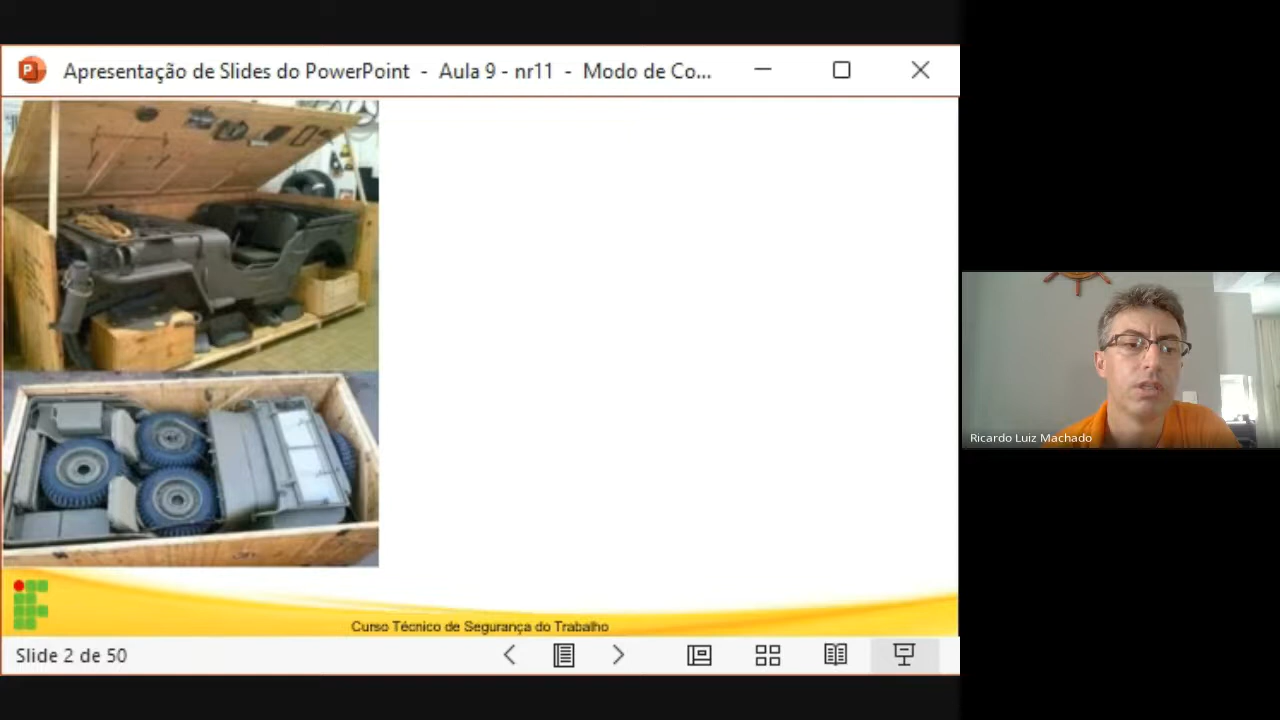 Apresentação de Slides do PowerPoint - Aula 9 - nr11 - Modo de Co...
Ricardo Luiz Machado
Curso Técnico de Segurança do Trabalho
Slide 2 de 50